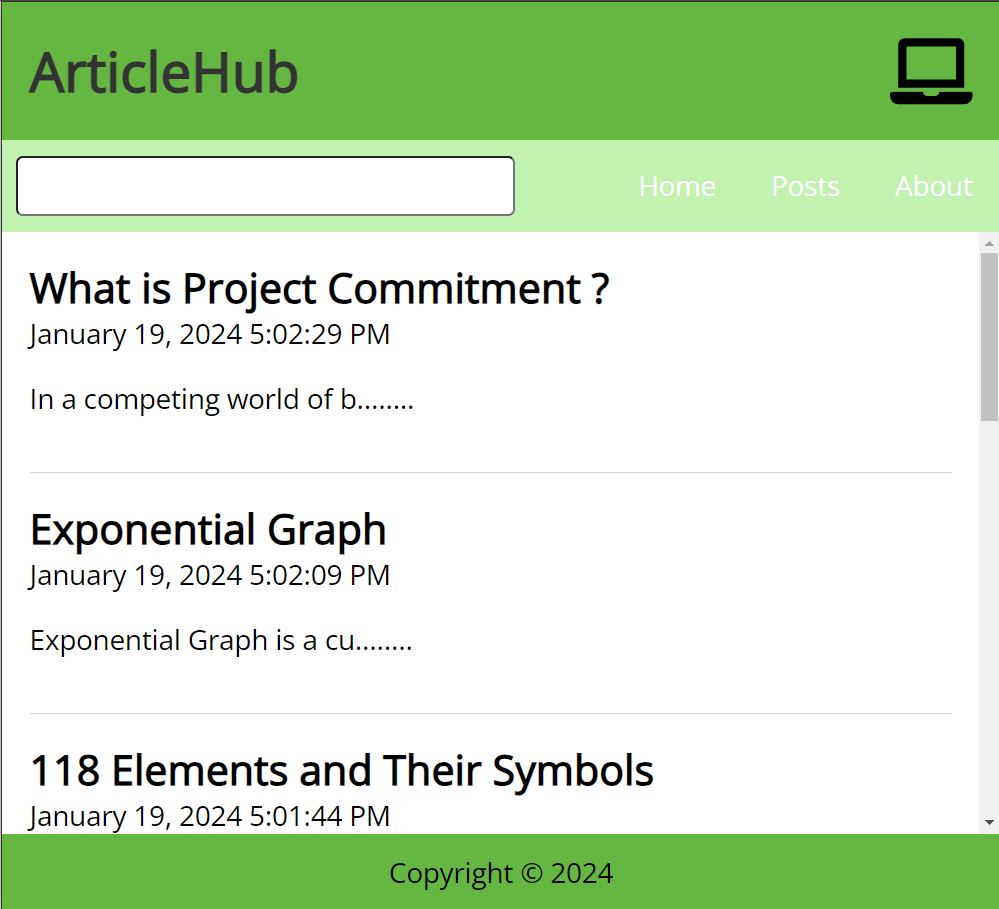 ArticleHub
Home Posts About
What is Project Commitment ?
January 19, 2024 5:02:29 PM
In a competing world of b........
Exponential Graph
January 19, 2024 5:02:09 PM
Exponential Graph is a cu........
118 Elements and Their Symbols
January 19, 2024 5:01:44 PM
Copyright © 2024